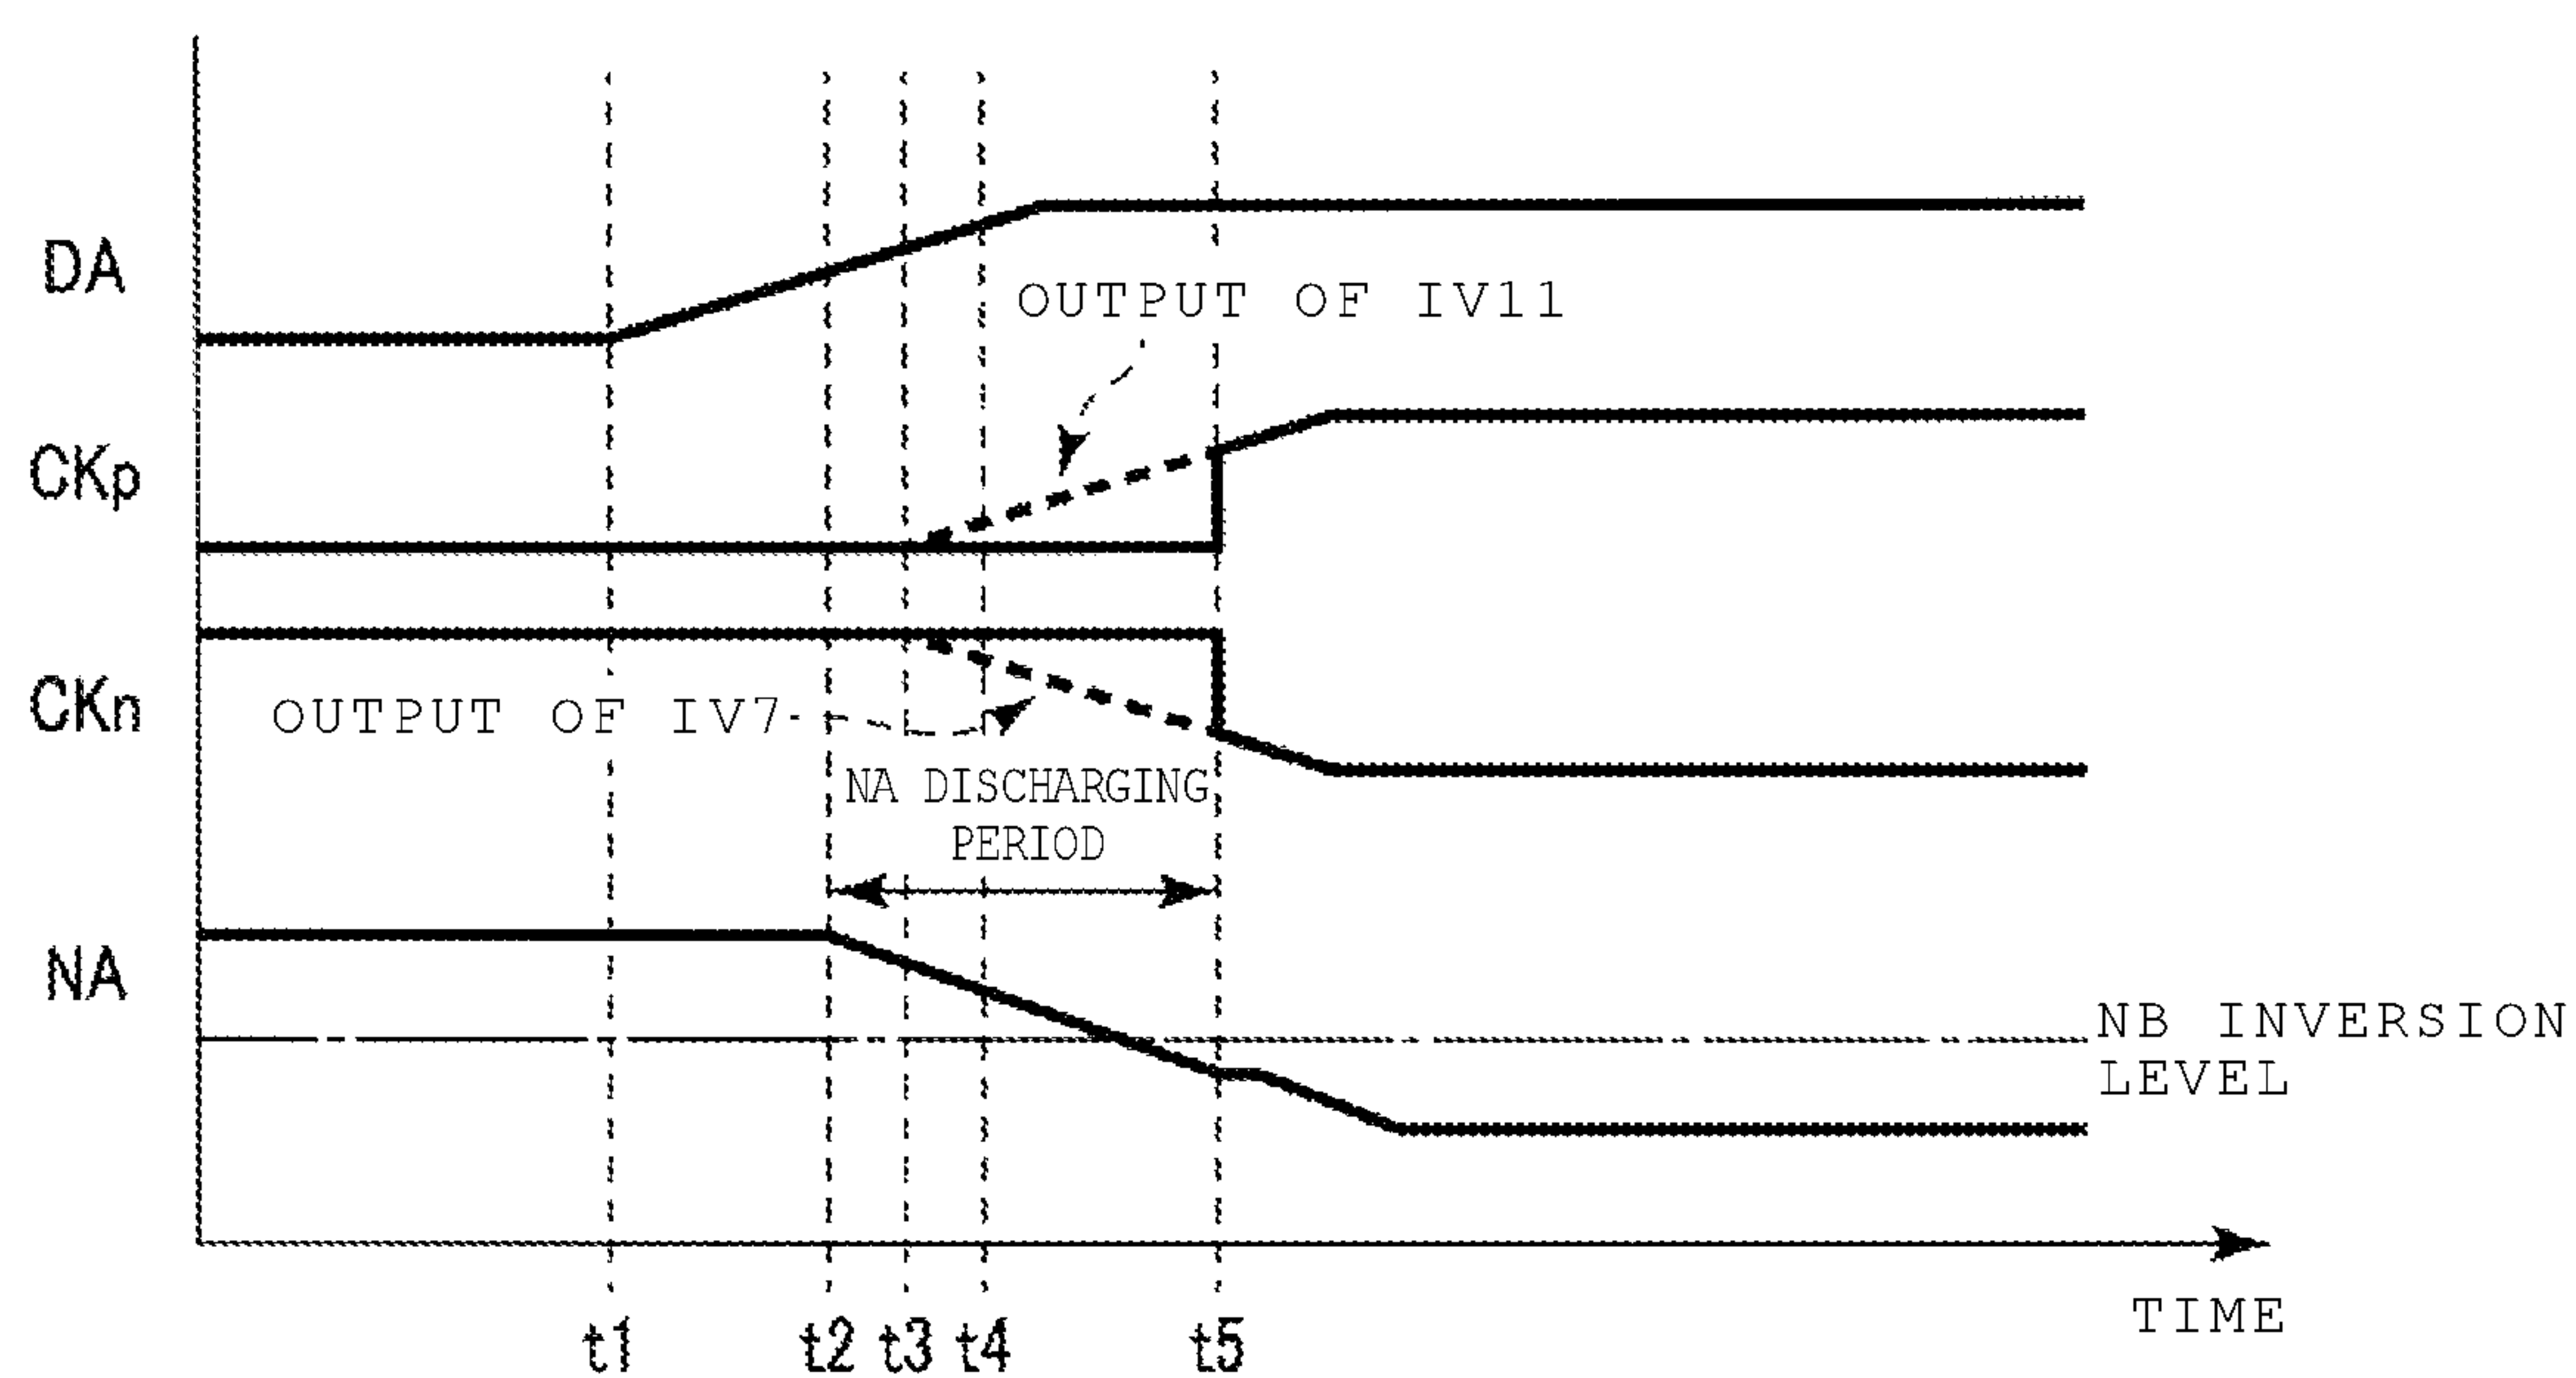 DA
OUTPUT OF IV11
CKp
CKn
OUTPUT OF IV7
NA DISCHARGING
PERIOD
NA
NB INVERSION
LEVEL
TIME
t1 t2 t3 t4 t5